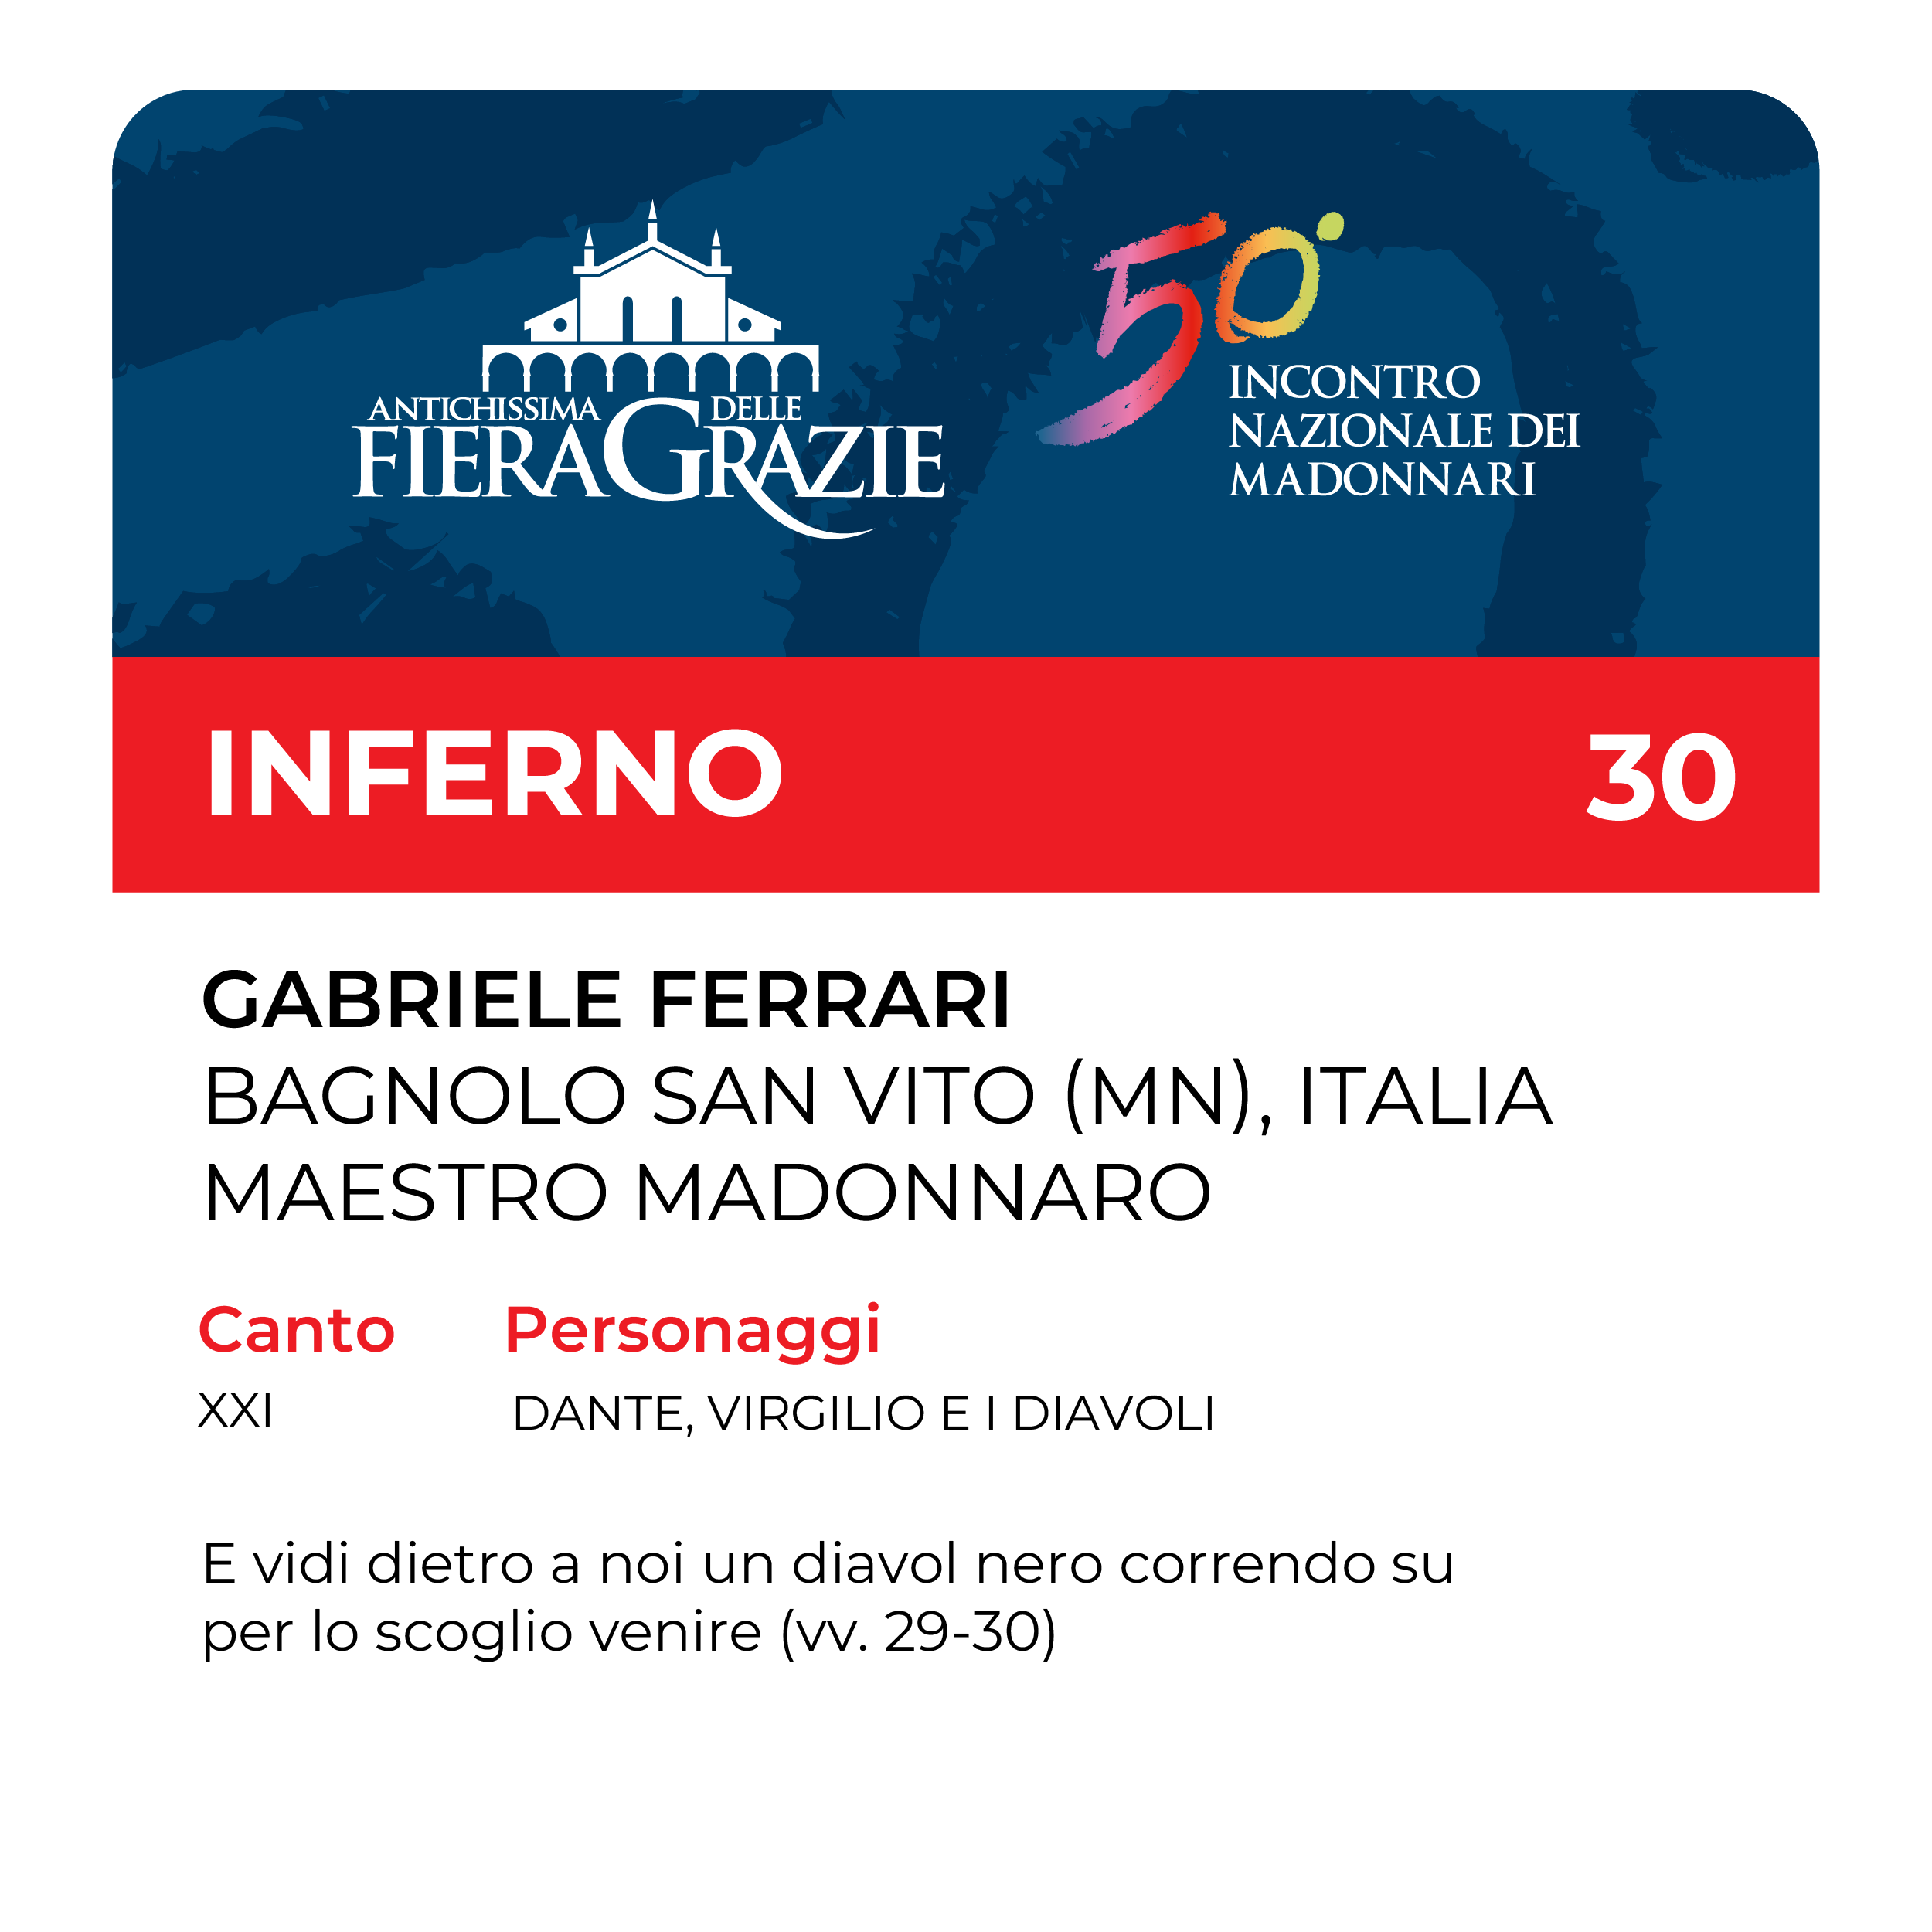 ANTICHISSIMA DELLE
FIERAGRAZIE
50°
INCONTRO
NAZIONALE DEI
MADONNARI
INFERNO 30
GABRIELE FERRARI
BAGNOLO SAN VITO (MN), ITALIA
MAESTRO MADONNARO
Canto Personaggi
XXI DANTE, VIRGILIO E I DIAVOLI
E vidi dietro a noi un diavol nero correndo su
per lo scoglio venire (vv. 29-30)